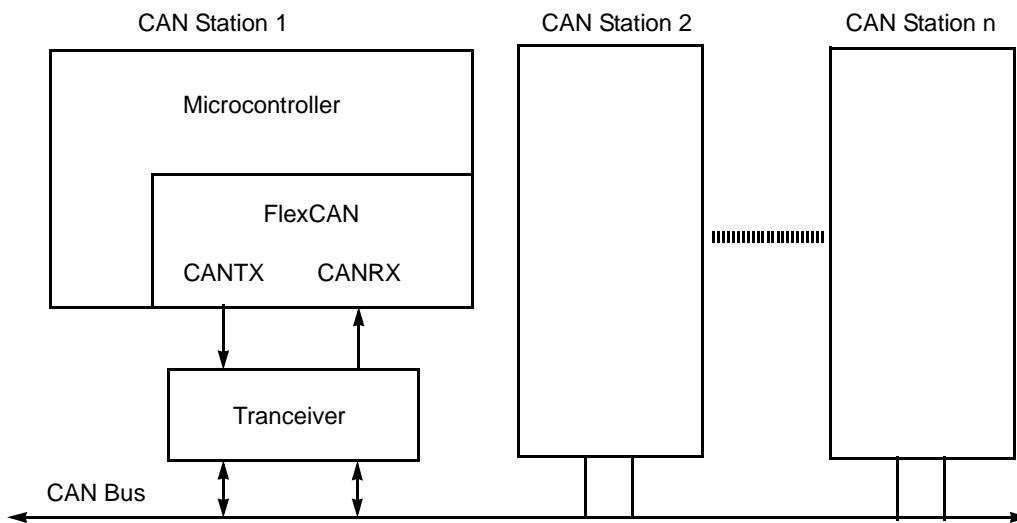 CAN Station 1
CAN Station 2
CAN Station n
Microcontroller
FlexCAN
CANTX
CANRX
Tranceiver
CAN Bus